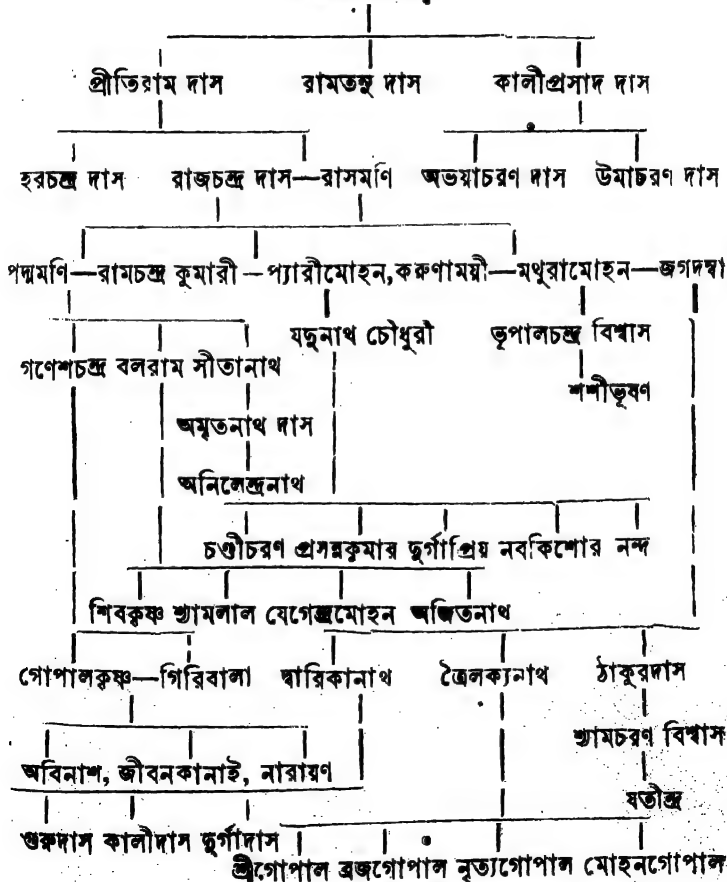 প্রীতিরাম দাস রামতনু দাস কালীপ্রসাদ দাস
হরচন্দ্র দাস রাজচন্দ্র দাস—রাসমণি অভয়াচরণ দাস উমাচরণ দাস
পদ্মমণি—রামচন্দ্র কুমারী—প্যারীমোহন, করুণাময়ী—মথুরামোহন—জগদম্বা
যদুনাথ চৌধুরী ভূপালচন্দ্র বিশ্বাস
গণেশচন্দ্র বলরাম সীতানাথ
শশীভূষণ
অমৃতনাথ দাস
অনিলেন্দ্রনাথ
চণ্ডীচরণ প্রসন্নকুমার দুর্গাপ্রিয় নবকিশোর নন্দ
শিবকৃষ্ণ শ্যামলাল যেগেন্দ্রমোহন অজিতনাথ
গোপালকৃষ্ণ—গিরিবালা দ্বারিকানাথ ত্রৈলক্যনাথ ঠাকুরদাস
শ্যামচরণ বিশ্বাস
অবিনাশ, জীবনকানাই, নারায়ণ
যতীন্দ্র
গুরুদাস কালীদাস দুর্গাদাস
শ্রীগোপাল ব্রজগোপাল নৃত্যগোপাল মোহনগোপাল